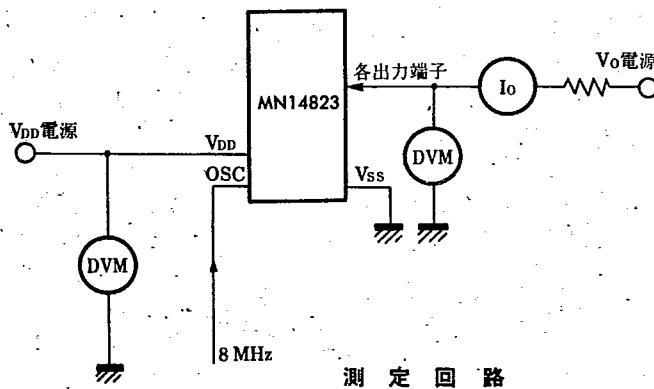 各出力端子
Vo電源
Io
MN14823
VDD電源
VDD
OSC
VSS
DVM
DVM
8 MHz
測定回路